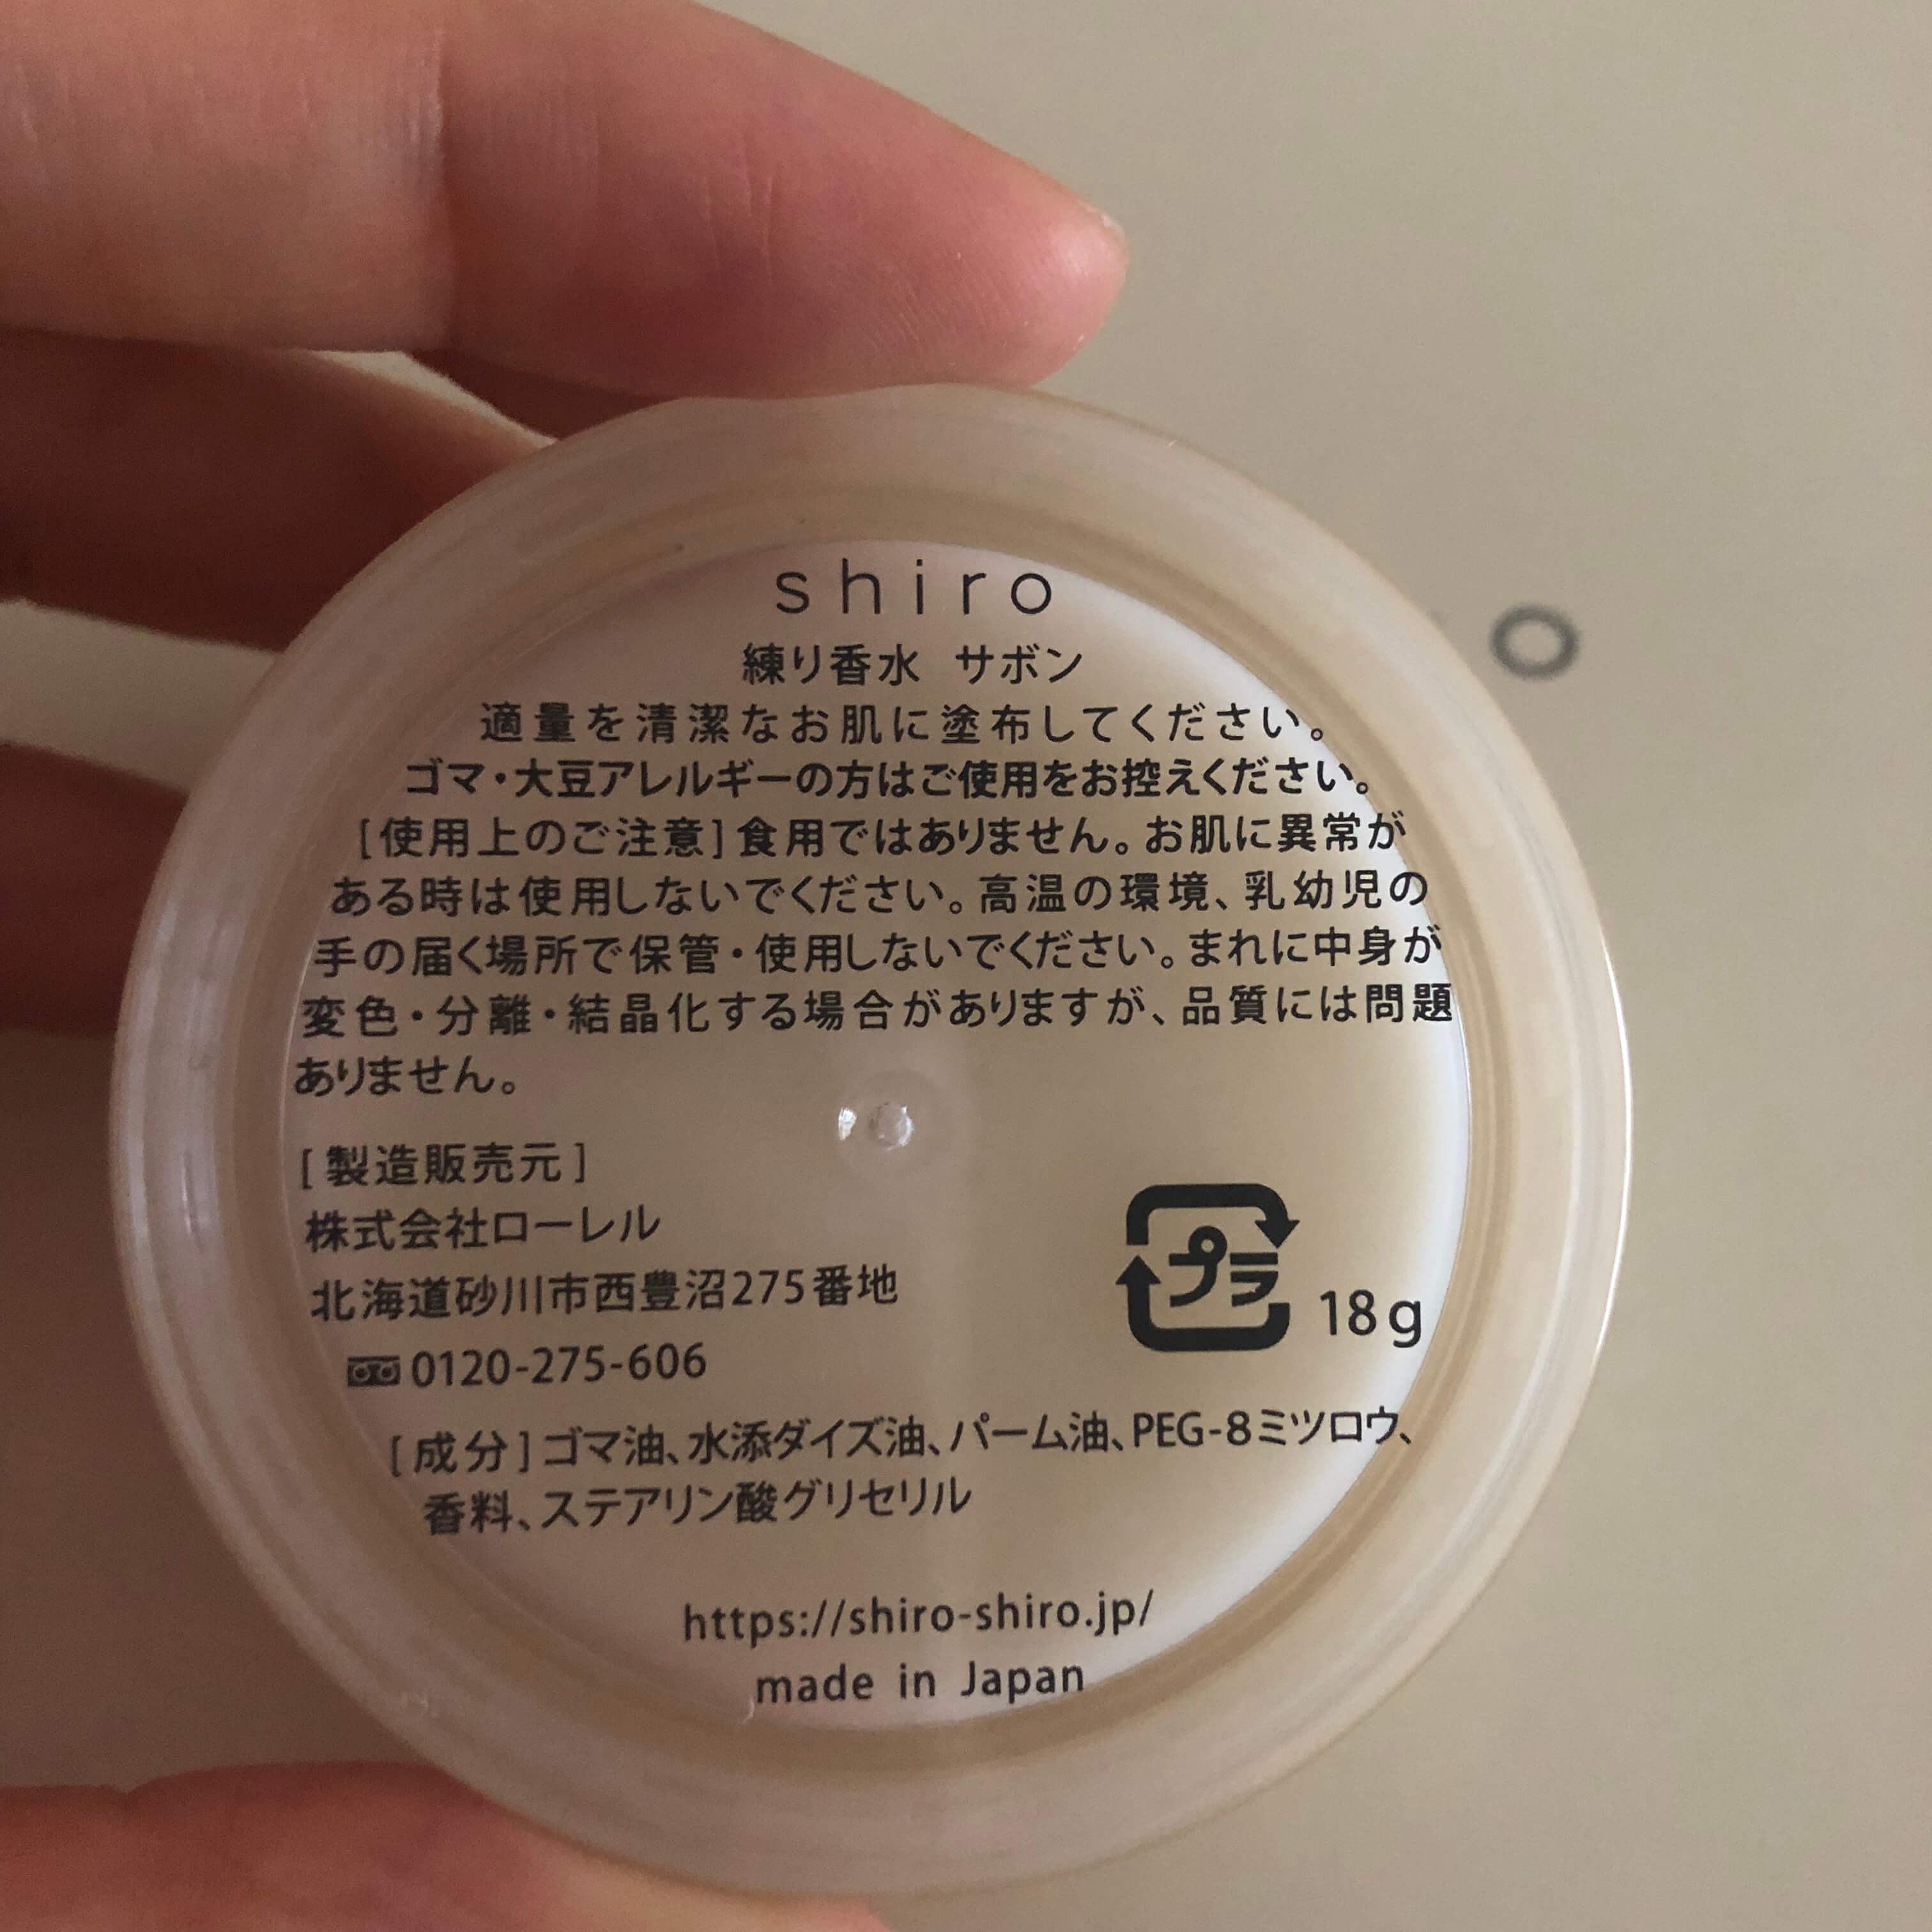 shiro
練り香水 サボン
適量を清潔なお肌に塗布してください。
ゴマ・大豆アレルギーの方はご使用をお控えください。
[使用上のご注意]食用ではありません。お肌に異常が
ある時は使用しないでください。高温の環境、乳幼児の
手の届く場所で保管・使用しないでください。まれに中身が
変色・分離・結晶化する場合がありますが、品質には問題
ありません。
[製造販売元]
株式会社ローレル
北海道砂川市西豊沼275番地
0120-275-606
プラ
18g
[成分]ゴマ油、水添ダイズ油、パーム油、PEG-8ミツロウ、
香料、ステアリン酸グリセリル
https://shiro-shiro.jp/
made in Japan
o